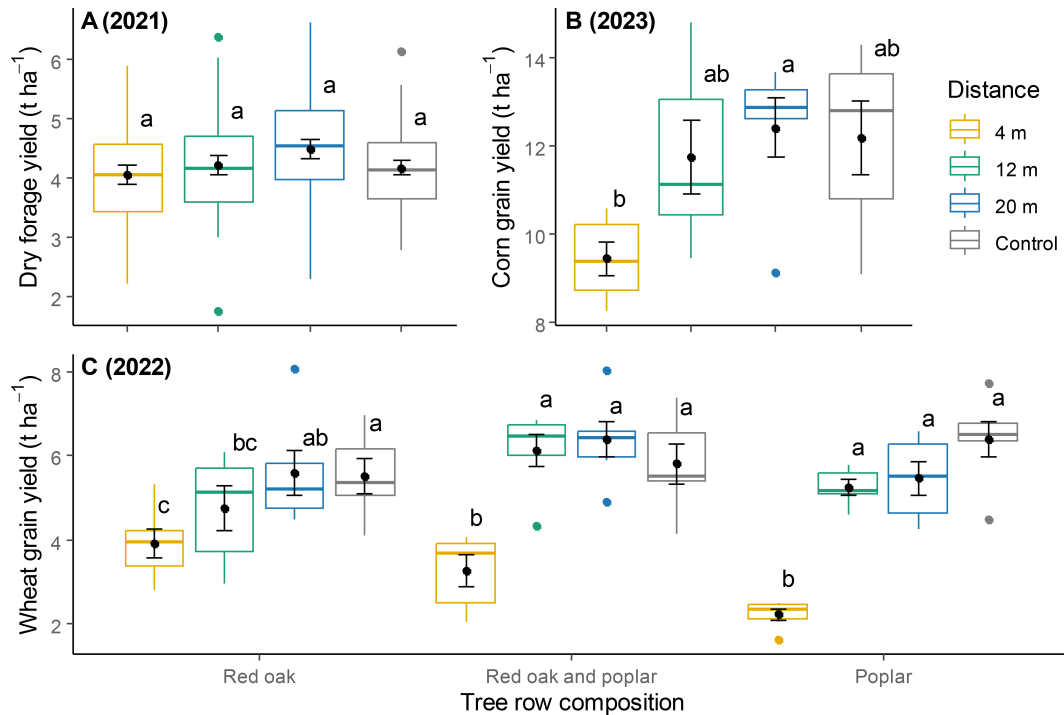 A (2021)
Dry forage yield (t ha⁻¹)
6
5
4
3
2
a
a
a
a
B (2023)
Corn grain yield (t ha⁻¹)
14
12
10
8
b
ab
a
ab
Distance
4 m
12 m
20 m
Control
C (2022)
Wheat grain yield (t ha⁻¹)
8
6
4
2
c
bc
ab
a
b
a
a
a
b
a
a
a
Red oak
Red oak and poplar
Poplar
Tree row composition